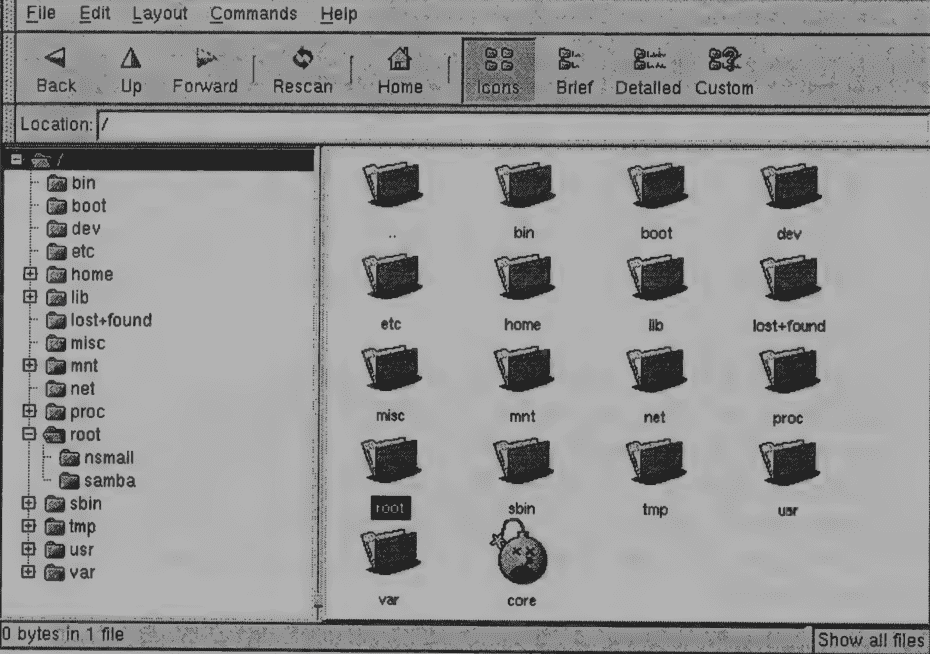 File Edit Layout Commands Help
Back Up Forward Rescan Home Icons Brief Detailed Custom
Location: /
/
bin
boot
dev
etc
home
lib
lost+found
misc
mnt
net
proc
root
nsmail
samba
sbin
tmp
usr
var
.. bin boot dev
etc home lib lost+found
misc mnt net proc
root sbin tmp usr
var core
0 bytes in 1 file Show all files